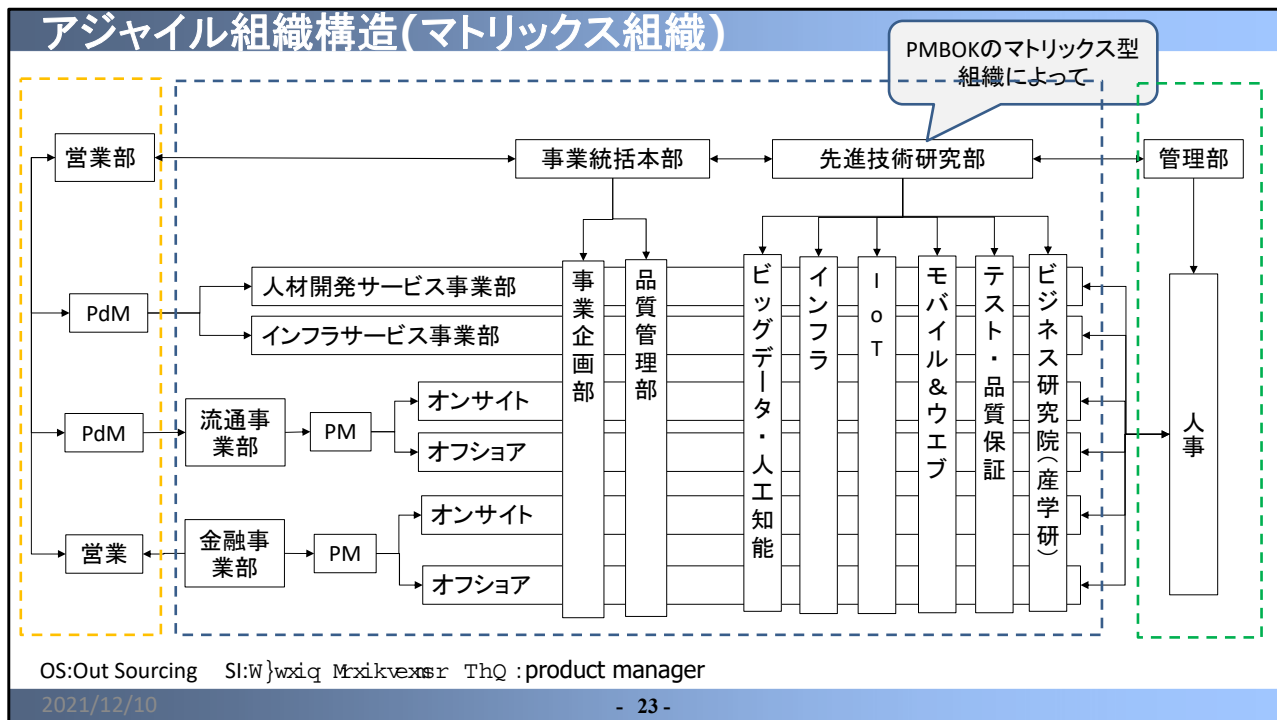 アジャイル組織構造(マトリックス組織)
PMBOKのマトリックス型
組織によって
営業部
事業統括本部
先進技術研究部
管理部
PdM
人材開発サービス事業部
インフラサービス事業部
PdM
流通事
業部
PM
オンサイト
オフショア
営業
金融事
業部
PM
オンサイト
オフショア
事業企画部
品質管理部
ビッグデータ・人工知能
インフラ
IoT
モバイル&ウエブ
テスト・品質保証
ビジネス研究院(産学研)
人事
OS:Out Sourcing SI:W}wxiq Mrxikvexmsr ThQ :product manager
2021/12/10
- 23 -